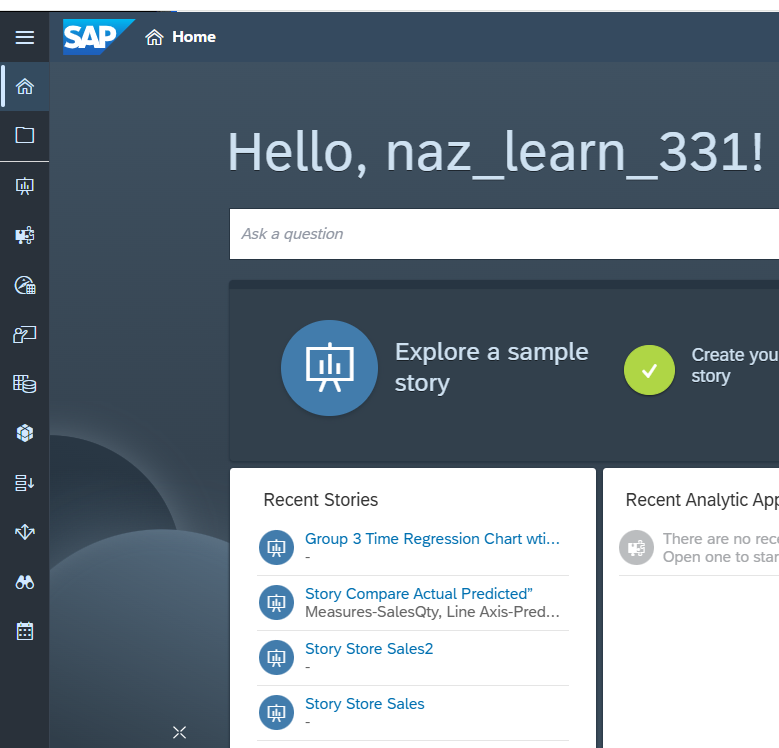 SAP Home
Hello, naz_learn_331!
Ask a question
Explore a sample
story
Create you
story
Recent Stories
Group 3 Time Regression Chart wti...
-
Story Compare Actual Predicted”
Measures-SalesQty, Line Axis-Pred...
Story Store Sales2
-
Story Store Sales
-
Recent Analytic App
There are no rece
Open one to star